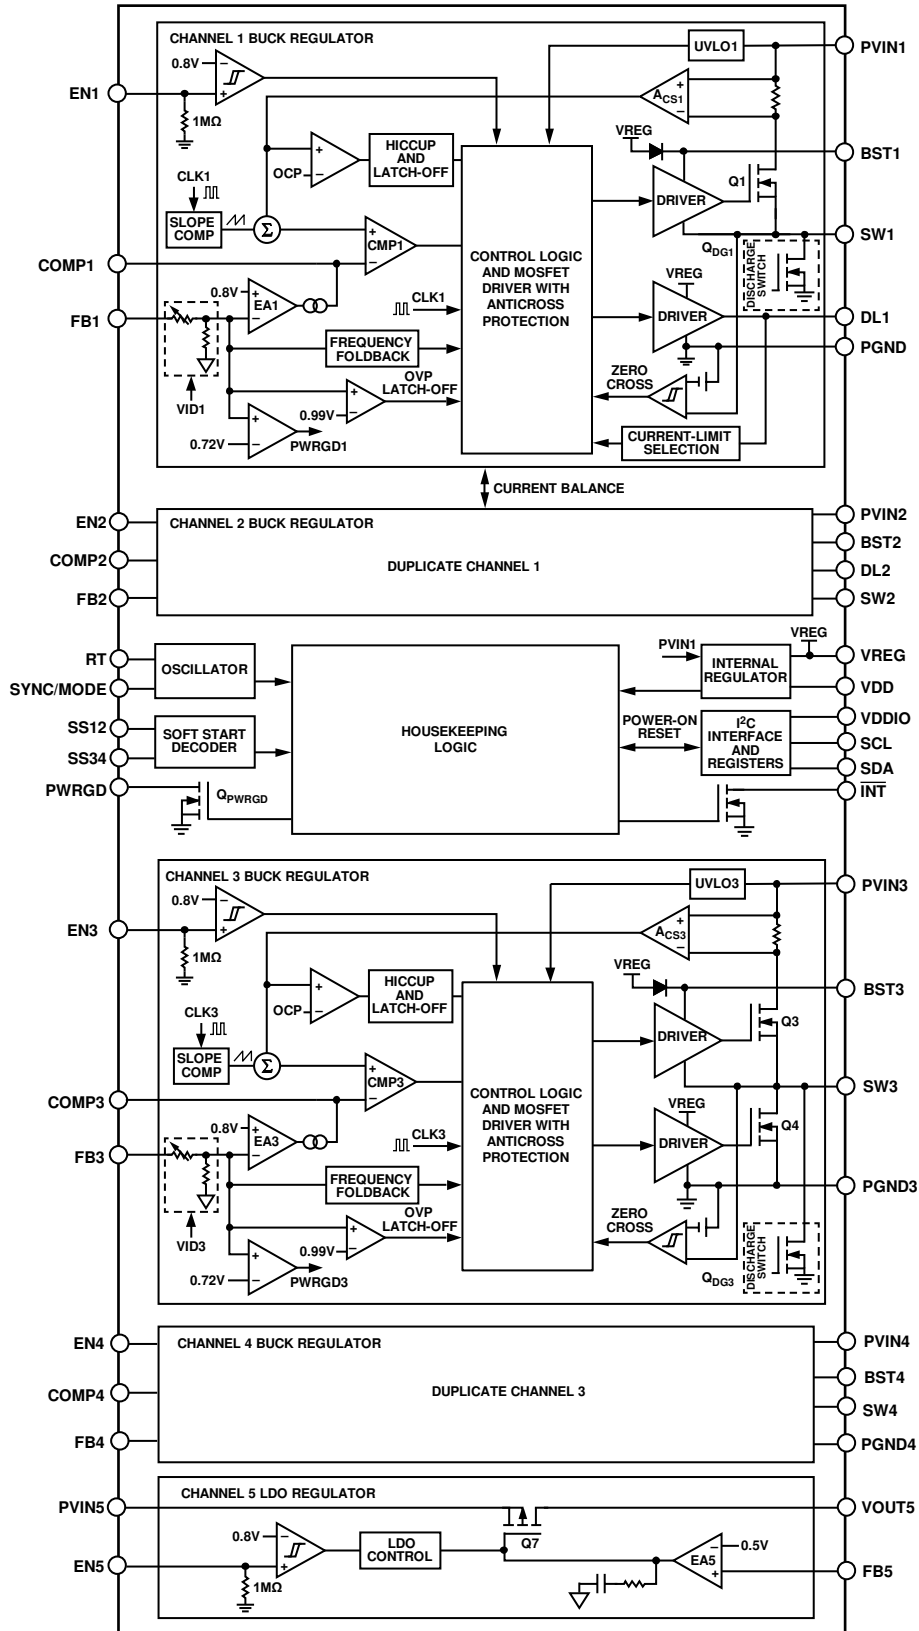 CHANNEL 1 BUCK REGULATOR
UVLO1
PVIN1
0.8V
−
+
EN1
1MΩ
ACS1
+
−
VREG
BST1
HICCUP
AND
LATCH-OFF
+
OCP
−
CLK1
Q1
DRIVER
SLOPE
COMP
Σ
+
CMP1
−
SW1
COMP1
CONTROL LOGIC
AND MOSFET
DRIVER WITH
ANTICROSS
PROTECTION
QDG1
DISCHARGE
SWITCH
VREG
0.8V
+
EA1
−
CLK1
FB1
DRIVER
DL1
FREQUENCY
FOLDBACK
PGND
OVP
LATCH-OFF
ZERO
CROSS
VID1
+
0.99V
−
+
0.72V
−
PWRGD1
CURRENT-LIMIT
SELECTION
CURRENT BALANCE
EN2
CHANNEL 2 BUCK REGULATOR
PVIN2
BST2
COMP2
DUPLICATE CHANNEL 1
DL2
FB2
SW2
VREG
RT
OSCILLATOR
PVIN1
INTERNAL
REGULATOR
VREG
SYNC/MODE
VDD
SS12
SOFT START
DECODER
HOUSEKEEPING
LOGIC
POWER-ON
RESET
I2C
INTERFACE
AND
REGISTERS
VDDIO
SCL
SS34
SDA
PWRGD
QPWRGD
INT
CHANNEL 3 BUCK REGULATOR
UVLO3
PVIN3
0.8V
−
+
EN3
1MΩ
ACS3
+
−
VREG
BST3
HICCUP
AND
LATCH-OFF
+
OCP
−
CLK3
Q3
DRIVER
SLOPE
COMP
Σ
+
CMP3
−
SW3
COMP3
CONTROL LOGIC
AND MOSFET
DRIVER WITH
ANTICROSS
PROTECTION
VREG
0.8V
+
EA3
−
CLK3
Q4
DRIVER
FB3
FREQUENCY
FOLDBACK
PGND3
OVP
LATCH-OFF
ZERO
CROSS
VID3
+
0.99V
−
+
0.72V
−
PWRGD3
QDG3
DISCHARGE
SWITCH
EN4
CHANNEL 4 BUCK REGULATOR
PVIN4
BST4
COMP4
DUPLICATE CHANNEL 3
SW4
FB4
PGND4
CHANNEL 5 LDO REGULATOR
PVIN5
VOUT5
Q7
0.8V
−
+
LDO
CONTROL
−
0.5V
EA5
+
EN5
1MΩ
FB5